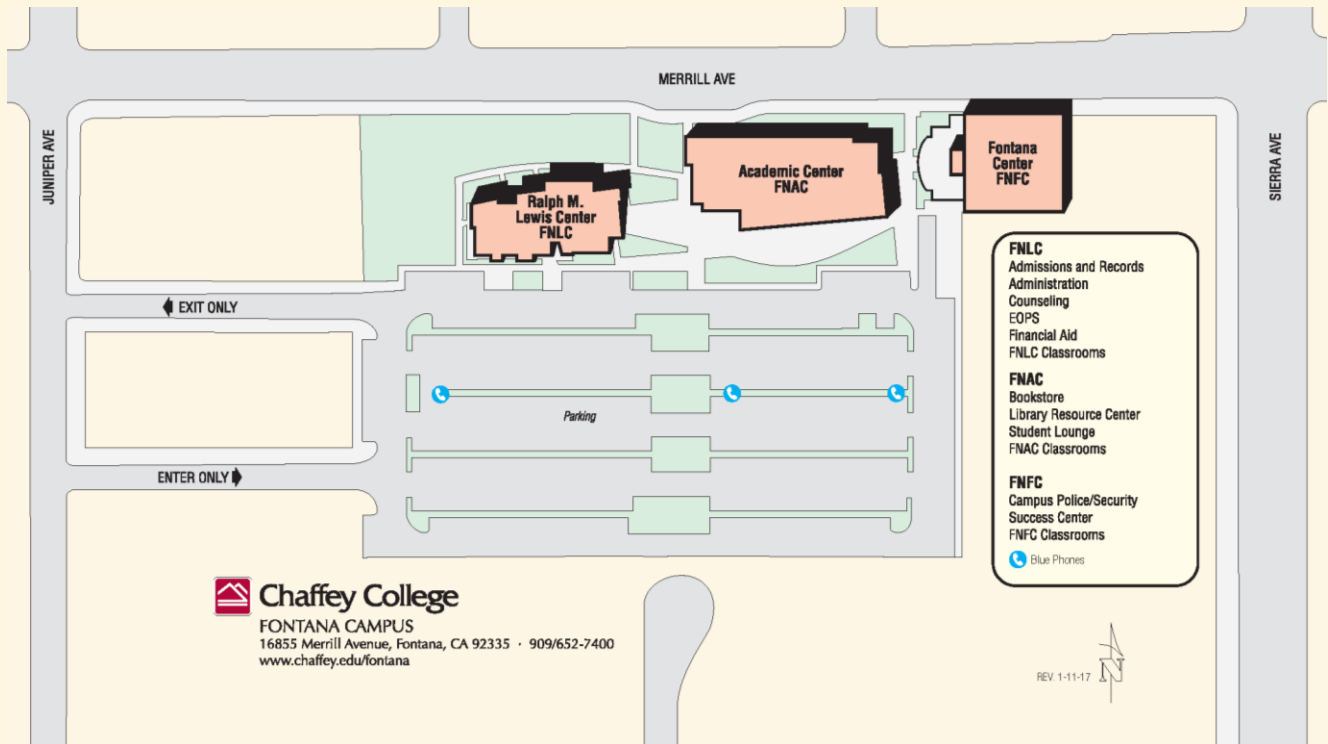 MERRILL AVE
JUNIPER AVE
SIERRA AVE
Ralph M.
Lewis Center
FNLC
Academic Center
FNAC
Fontana
Center
FNFC
EXIT ONLY
Parking
ENTER ONLY
FNLC
Admissions and Records
Administration
Counseling
EOPS
Financial Aid
FNLC Classrooms
FNAC
Bookstore
Library Resource Center
Student Lounge
FNAC Classrooms
FNFC
Campus Police/Security
Success Center
FNFC Classrooms
Blue Phones
Chaffey College
FONTANA CAMPUS
16855 Merrill Avenue, Fontana, CA 92335 · 909/652-7400
www.chaffey.edu/fontana
REV. 1-11-17
N